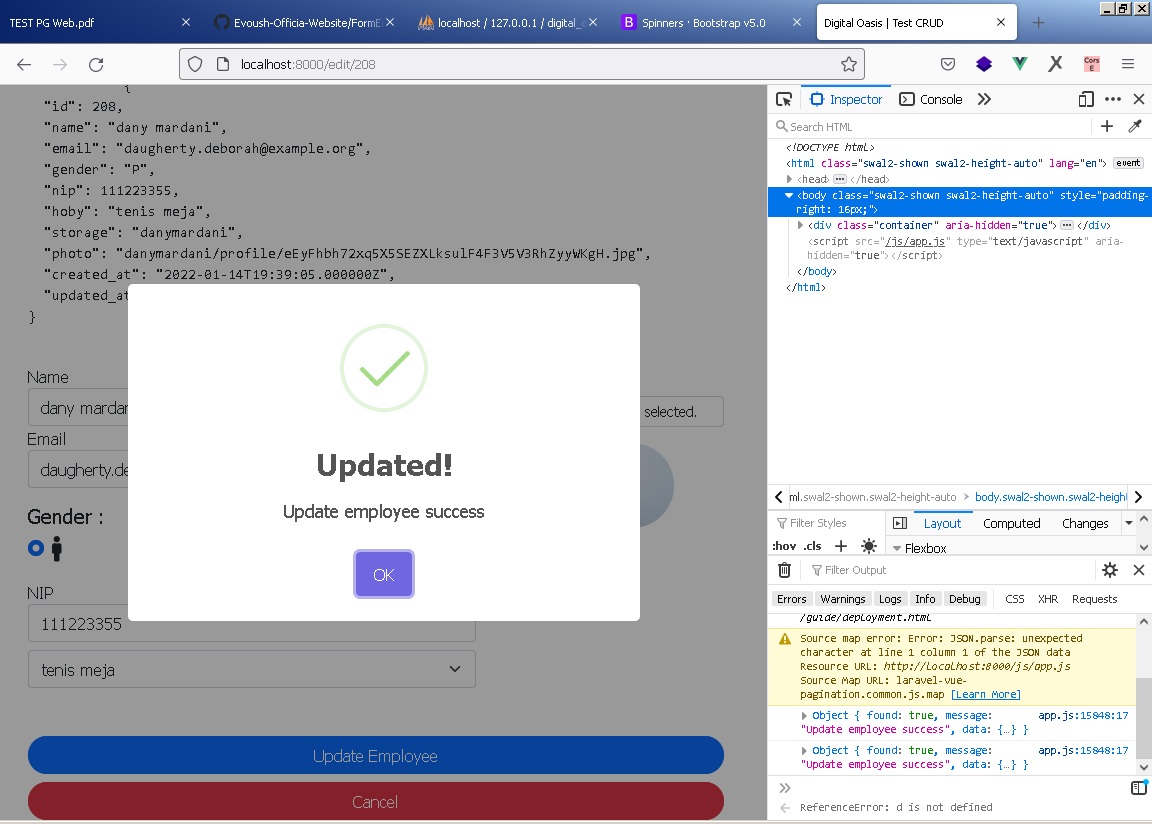 TEST PG Web.pdf
Evoush-Officia-Website/FormE
localhost / 127.0.0.1 / digital_o
B Spinners · Bootstrap v5.0
Digital Oasis | Test CRUD
localhost:8000/edit/208
Cors
E
{
"id": 208,
"name": "dany mardani",
"email": "daugherty.deborah@example.org",
"gender": "P",
"nip": 111223355,
"hoby": "tenis meja",
"storage": "danymardani",
"photo": "danymardani/profile/eEyFhbh72xq5X5SEZXLksulF4F3V5V3RhZyyWKgH.jpg",
"created_at": "2022-01-14T19:39:05.000000Z",
"updated_at
}
Name
dany mardan
selected.
Email
daugherty.de
Gender :
NIP
111223355
tenis meja
Update Employee
Cancel
Updated!
Update employee success
OK
Inspector
Console
Search HTML
<!DOCTYPE html>
<html class="swal2-shown swal2-height-auto" lang="en"> event
<head> ••• </head>
<body class="swal2-shown swal2-height-auto" style="padding-
right: 16px;">
<div class="container" aria-hidden="true"> ••• </div>
<script src="/js/app.js" type="text/javascript" aria-
hidden="true"></script>
</body>
</html>
ml.swal2-shown.swal2-height-auto > body.swal2-shown.swal2-heigh
Filter Styles
Layout Computed Changes
:hov .cls +
Flexbox
Filter Output
Errors Warnings Logs Info Debug CSS XHR Requests
/guide/deployment.html
Source map error: Error: JSON.parse: unexpected
character at line 1 column 1 of the JSON data
Resource URL: http://localhost:8000/js/app.js
Source Map URL: laravel-vue-
pagination.common.js.map [Learn More]
Object { found: true, message: app.js:15848:17
"Update employee success", data: {…} }
Object { found: true, message: app.js:15848:17
"Update employee success", data: {…} }
ReferenceError: d is not defined